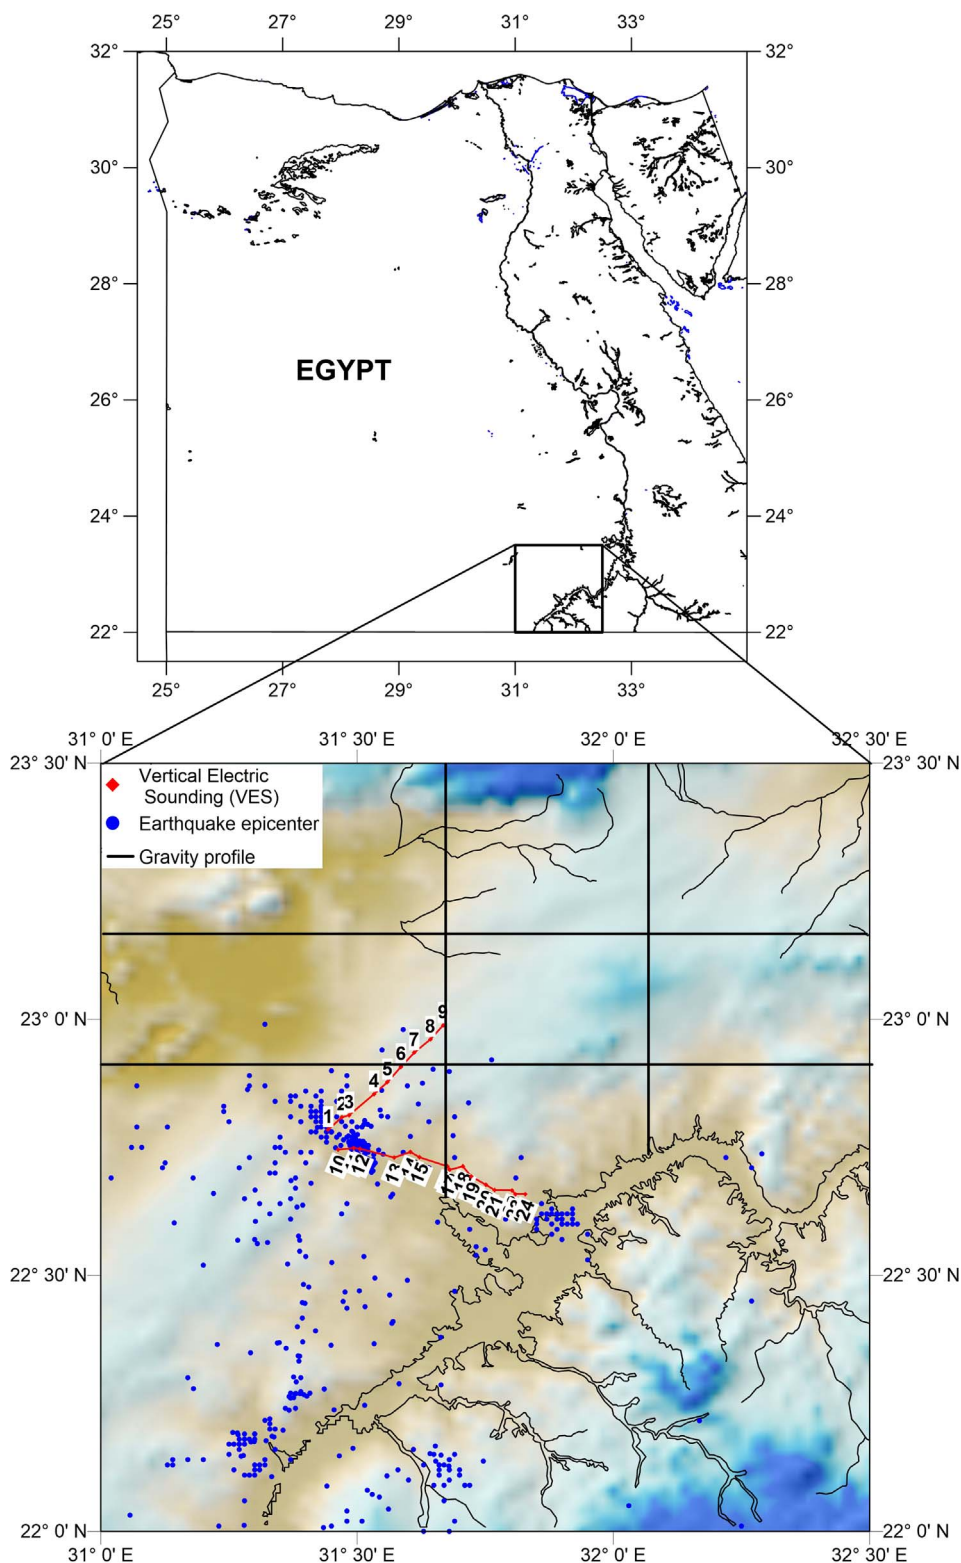 25° 27° 29° 31° 33°
32° 32°
30° 30°
28° 28°
EGYPT
26° 26°
24° 24°
22° 22°
25° 27° 29° 31° 33°
31° 0' E 31° 30' E 32° 0' E 32° 30' E
23° 30' N 23° 30' N
Vertical Electric
Sounding (VES)
Earthquake epicenter
Gravity profile
9
8
7
6
5
4
3
2
1
23° 0' N 23° 0' N
10
12
13
14
15
18
19
21
24
22° 30' N 22° 30' N
22° 0' N 22° 0' N
31° 0' E 31° 30' E 32° 0' E 32° 30' E